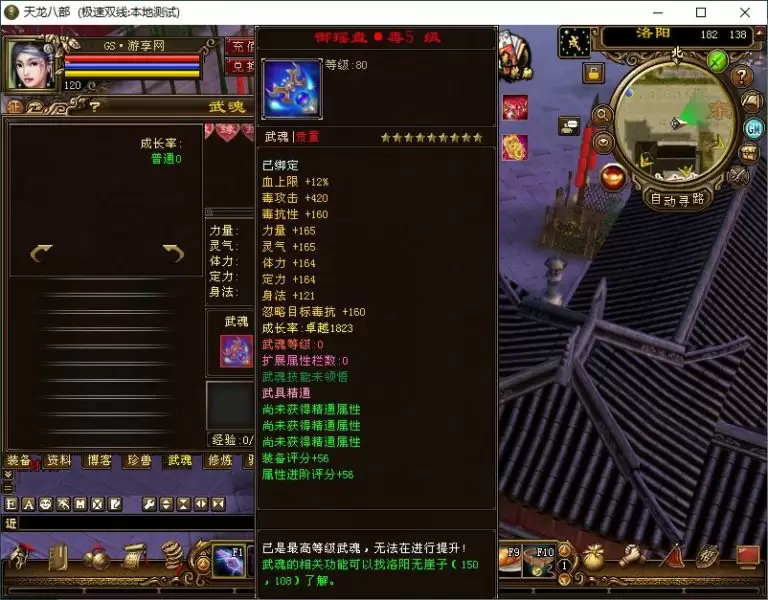 天龙八部 (极速双线:本地测试)
GS·游享网
120
武魂
成长率:
普通0
力量:
灵气:
体力:
定力:
身法:
武魂
经验:0/
装备
资料
博客
珍兽
武魂
修炼
近
F1
御瑶盘●毒5 级
等级:80
武魂 贵重
已绑定
血上限 +12%
毒攻击 +420
毒抗性 +160
力量 +165
灵气 +165
体力 +164
定力 +164
身法 +121
忽略目标毒抗 +160
成长率:卓越1823
武魂等级:0
扩展属性栏数:0
武魂技能未领悟
武具精通
尚未获得精通属性
尚未获得精通属性
尚未获得精通属性
装备评分+56
属性进阶评分+56
已是最高等级武魂，无法在进行提升!
武魂的相关功能可以找洛阳无崖子(150
，108)了解。
洛阳
182 138
北
东
GM
自动寻路
F9
F10
1